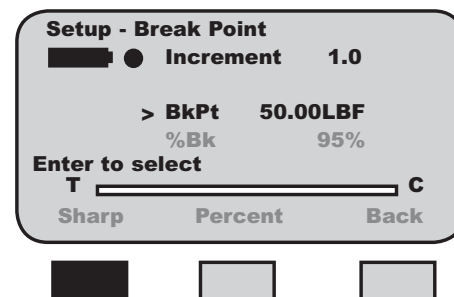 Setup - Break Point
Increment 1.0
> BkPt 50.00LBF
%Bk 95%
Enter to select
T C
Sharp Percent Back